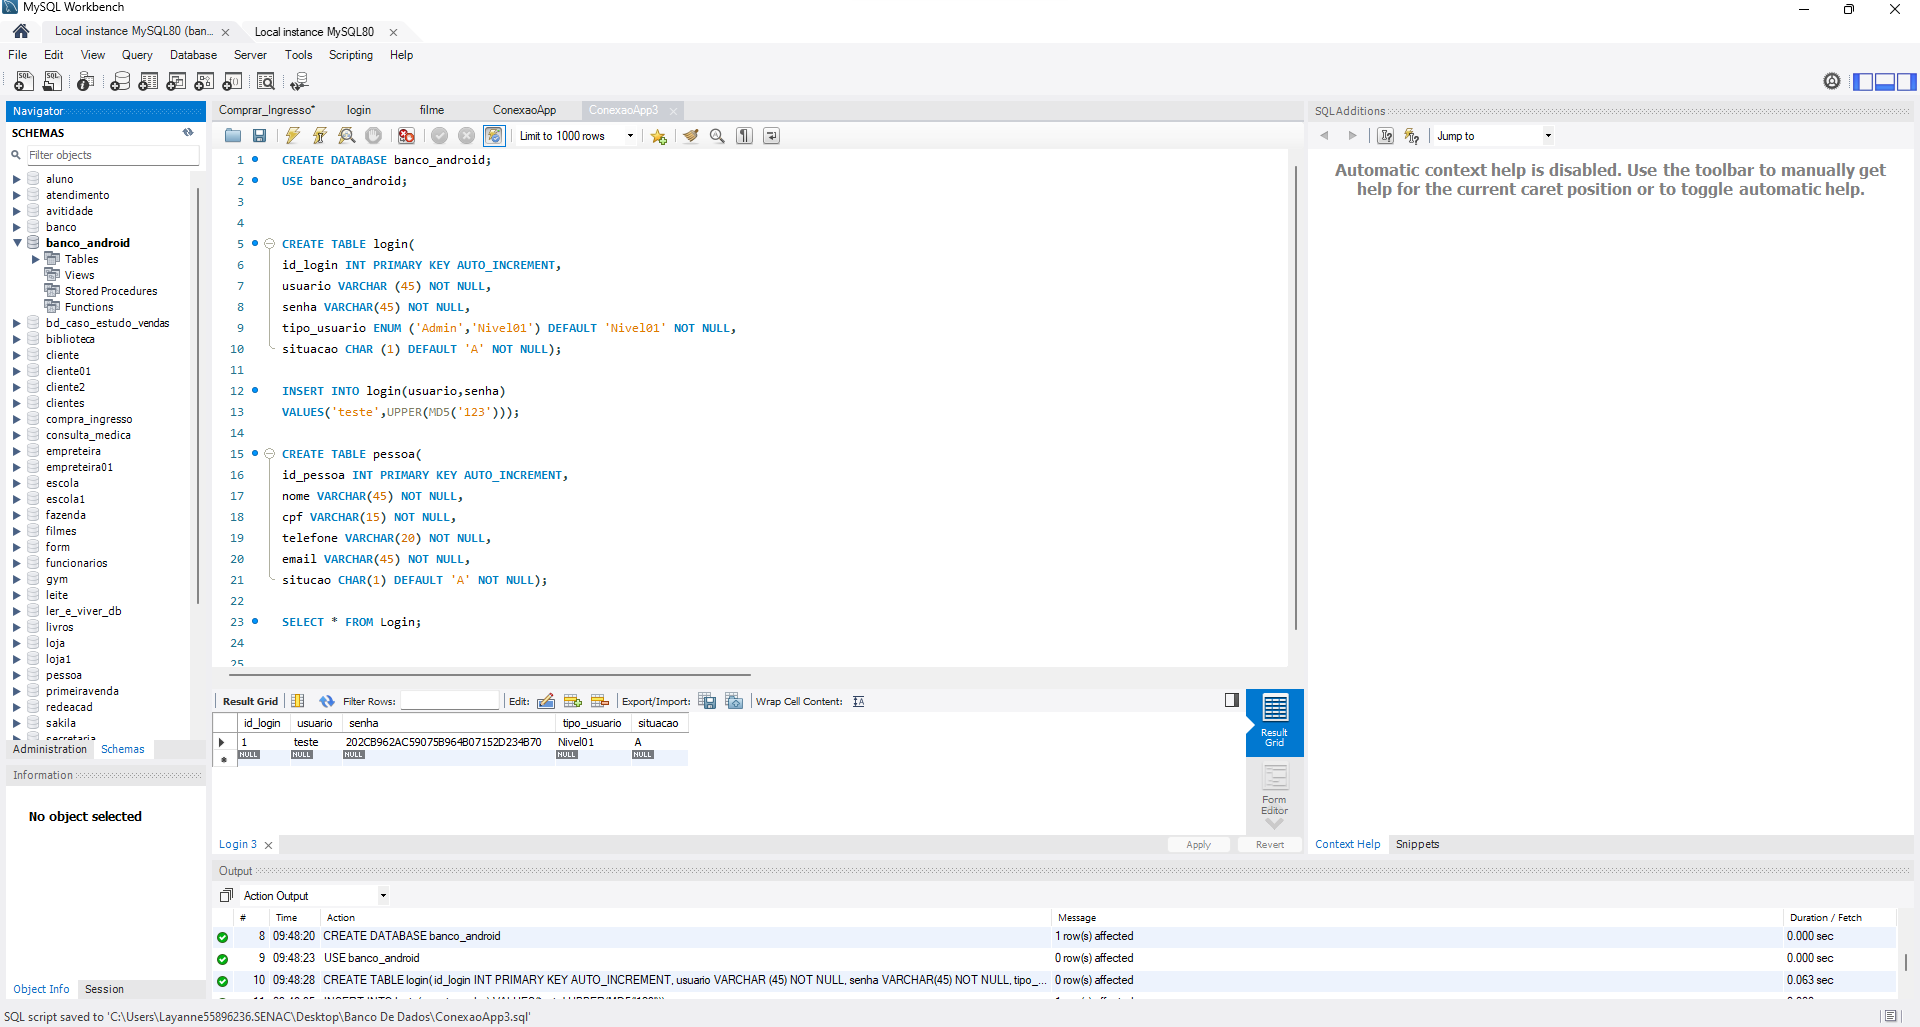 MySQL Workbench
Local instance MySQL80 (ban...
Local instance MySQL80
File Edit View Query Database Server Tools Scripting Help
Navigator
SCHEMAS
Filter objects
aluno
atendimento
avitidade
banco
banco_android
Tables
Views
Stored Procedures
Functions
bd_caso_estudo_vendas
biblioteca
cliente
cliente01
cliente2
clientes
compra_ingresso
consulta_medica
empreteira
empreteira01
escola
escola1
fazenda
filmes
form
funcionarios
gym
leite
ler_e_viver_db
livros
loja
loja1
pessoa
primeiravenda
redeacad
sakila
secretaria
Administration Schemas
Information
No object selected
Object Info Session
Comprar_Ingresso* login filme ConexaoApp ConexaoApp3
Limit to 1000 rows
1 CREATE DATABASE banco_android;
2 USE banco_android;
3
4
5 CREATE TABLE login(
6 id_login INT PRIMARY KEY AUTO_INCREMENT,
7 usuario VARCHAR (45) NOT NULL,
8 senha VARCHAR(45) NOT NULL,
9 tipo_usuario ENUM ('Admin','Nivel01') DEFAULT 'Nivel01' NOT NULL,
10 situacao CHAR (1) DEFAULT 'A' NOT NULL);
11
12 INSERT INTO login(usuario,senha)
13 VALUES('teste',UPPER(MD5('123')));
14
15 CREATE TABLE pessoa(
16 id_pessoa INT PRIMARY KEY AUTO_INCREMENT,
17 nome VARCHAR(45) NOT NULL,
18 cpf VARCHAR(15) NOT NULL,
19 telefone VARCHAR(20) NOT NULL,
20 email VARCHAR(45) NOT NULL,
21 situcao CHAR(1) DEFAULT 'A' NOT NULL);
22
23 SELECT * FROM Login;
24
25
Result Grid Filter Rows: Edit: Export/Import: Wrap Cell Content:
id_login usuario senha tipo_usuario situacao
1 teste 202CB962AC59075B964B07152D234B70 Nivel01 A
NULL NULL NULL NULL NULL
Result Grid
Form Editor
Login 3
Apply Revert
SQLAdditions
Jump to
Automatic context help is disabled. Use the toolbar to manually get
help for the current caret position or to toggle automatic help.
Context Help Snippets
Output
Action Output
# Time Action Message Duration / Fetch
8 09:48:20 CREATE DATABASE banco_android 1 row(s) affected 0.000 sec
9 09:48:23 USE banco_android 0 row(s) affected 0.000 sec
10 09:48:28 CREATE TABLE login( id_login INT PRIMARY KEY AUTO_INCREMENT, usuario VARCHAR (45) NOT NULL, senha VARCHAR(45) NOT NULL, tipo_... 0 row(s) affected 0.063 sec
SQL script saved to 'C:\Users\Layanne55896236.SENAC\Desktop\Banco De Dados\ConexaoApp3.sql'